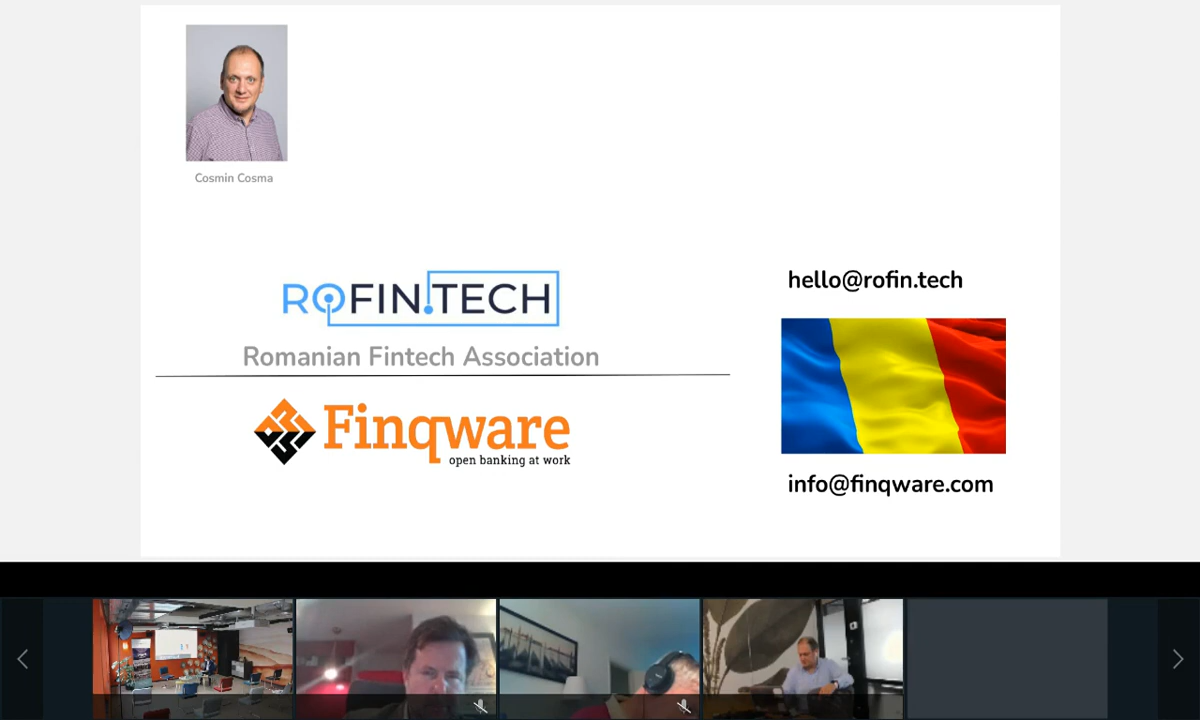 Cosmin Cosma
ROFIN.TECH
Romanian Fintech Association
Finqware
open banking at work
hello@rofin.tech
info@finqware.com